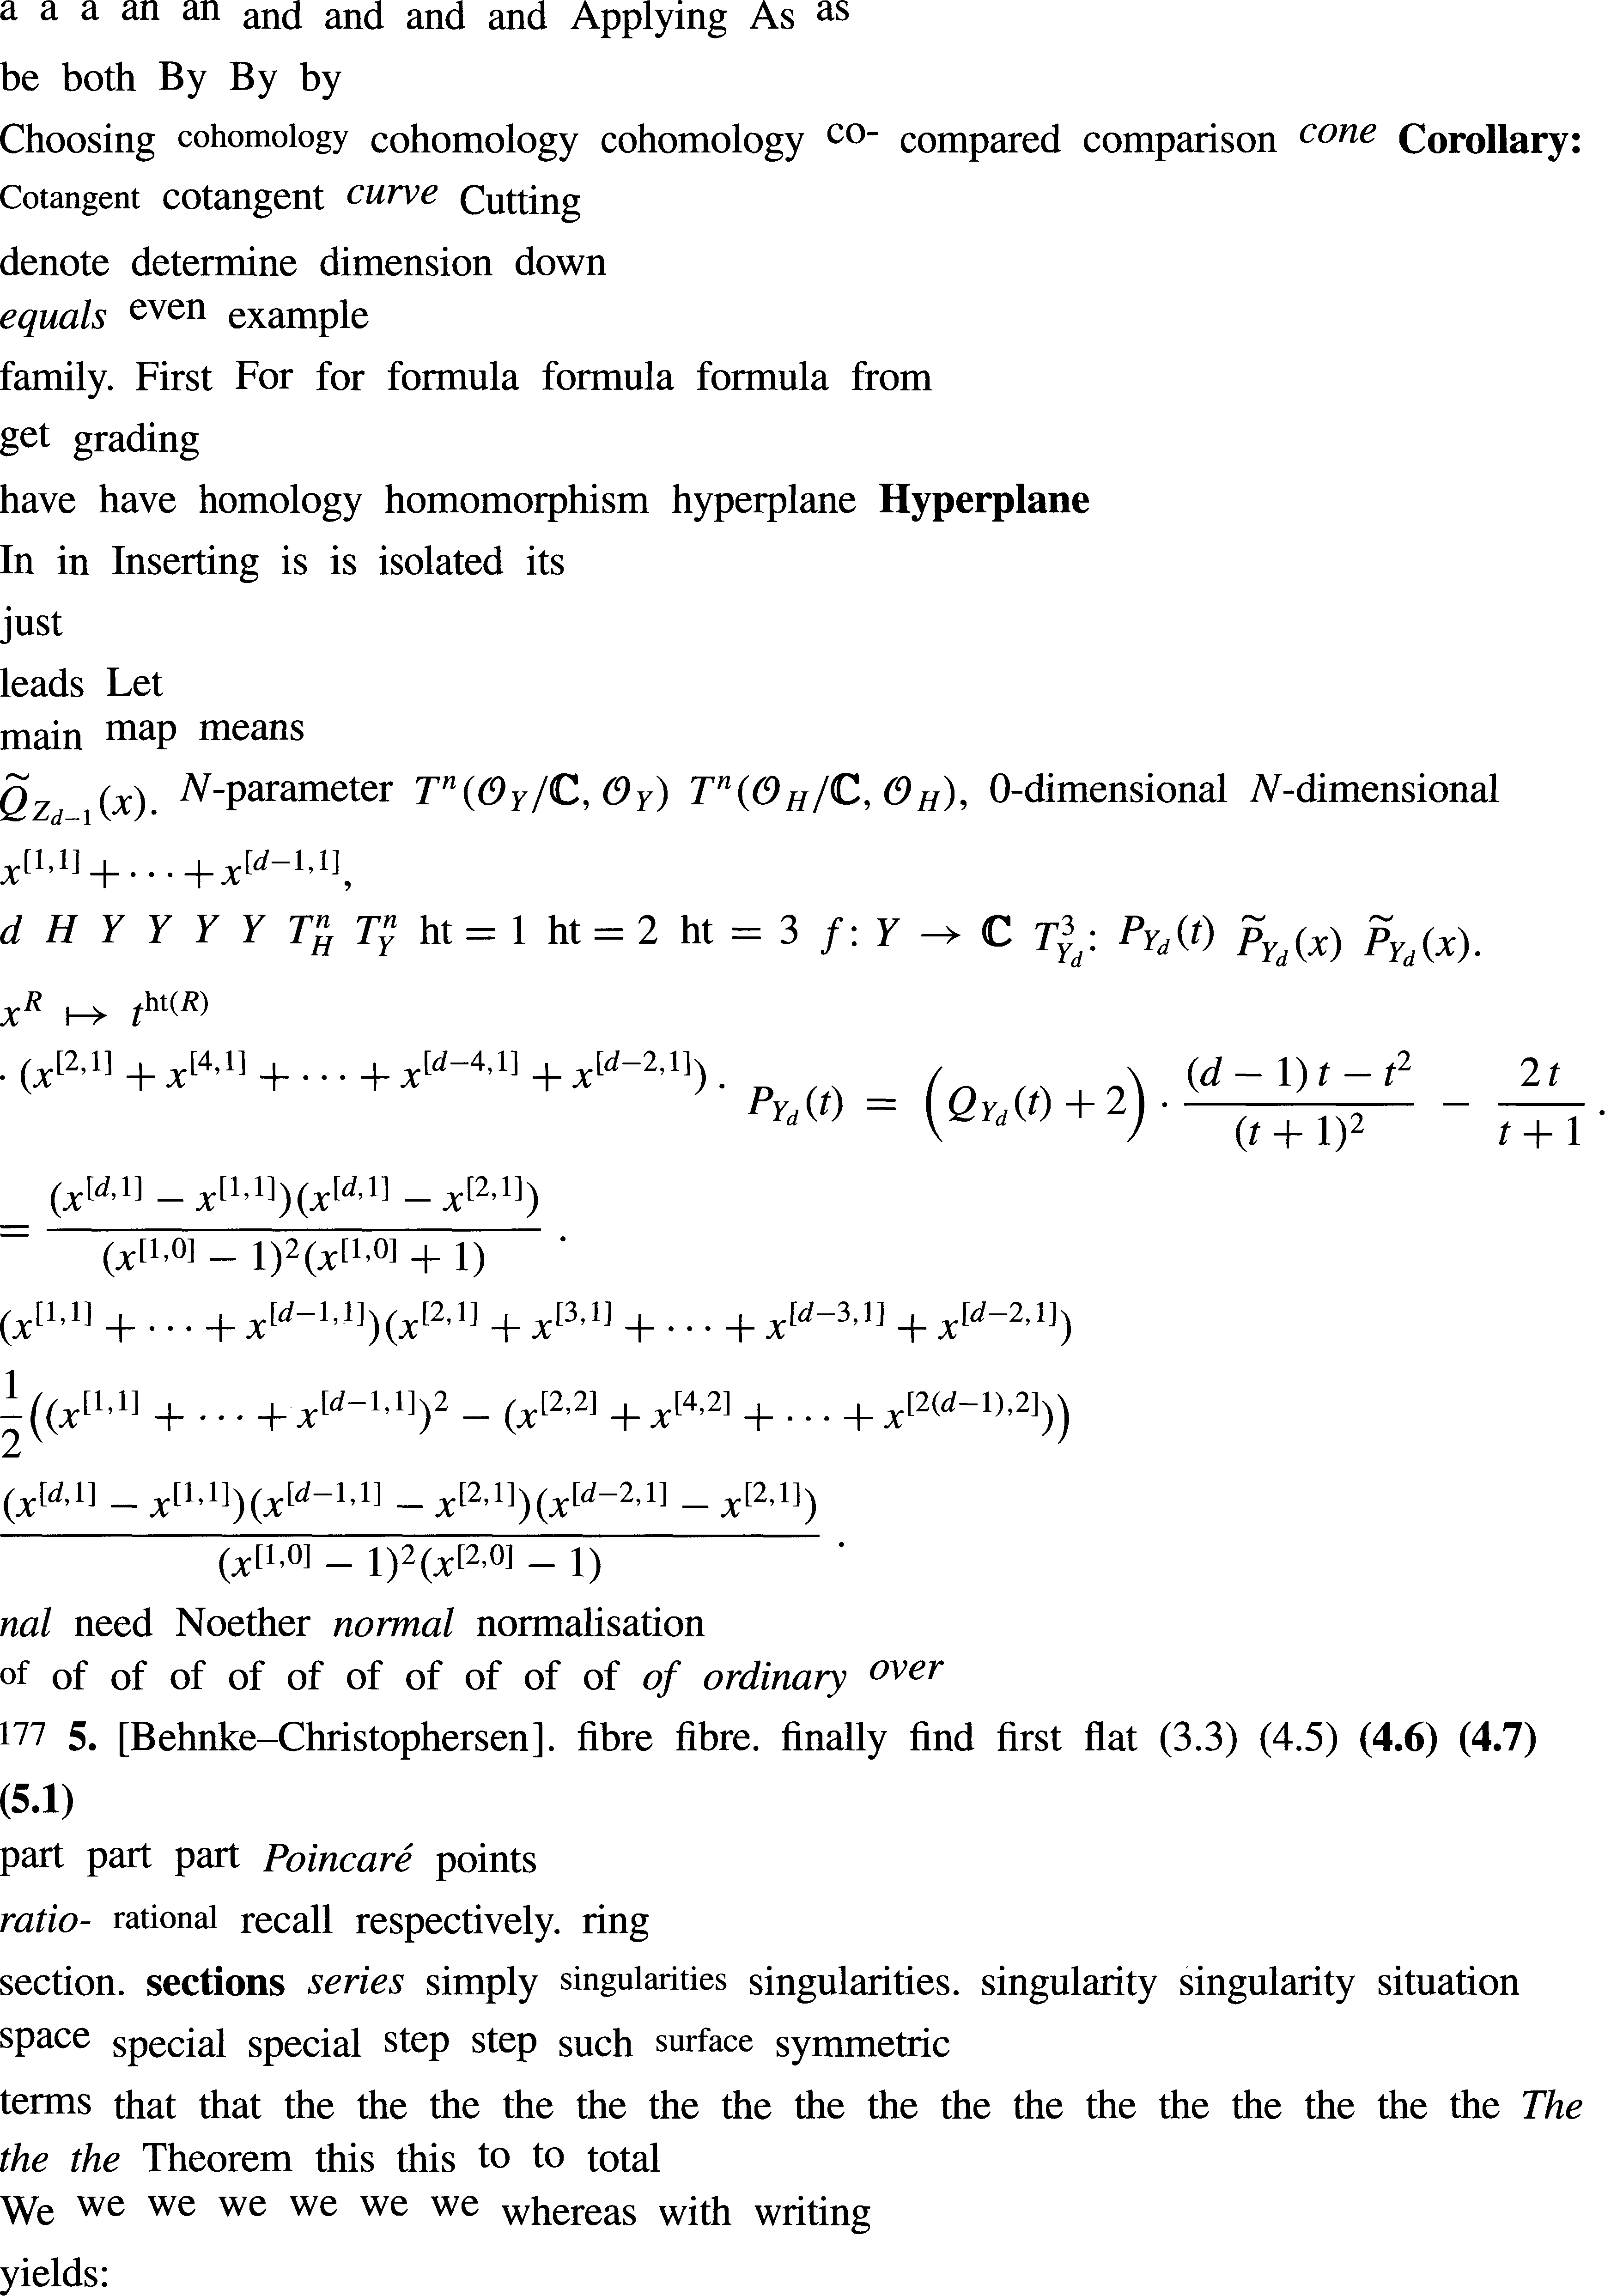 a a a an an and and and and Applying As as
be both By By by
Choosing cohomology cohomology cohomology co- compared comparison cone Corollary:
Cotangent cotangent curve Cutting
denote determine dimension down
equals even example
family. First For for formula formula formula from
get grading
have have homology homomorphism hyperplane Hyperplane
In in Inserting is is isolated its
just
leads Let
main map means
$\widetilde{Q}_{Z_{d-1}}(x).$ N-parameter $T^n(\mathcal{O}_Y/\mathbb{C}, \mathcal{O}_Y)$ $T^n(\mathcal{O}_H/\mathbb{C}, \mathcal{O}_H),$ 0-dimensional N-dimensional
$x^{[1,1]}+\cdots+x^{[d-1,1]},$
$d$ $H$ $Y$ $Y$ $Y$ $Y$ $T_H^n$ $T_Y^n$ ht = 1 ht = 2 ht = 3 $f: Y \to \mathbb{C}$ $T^3_{Y_d}:$ $P_{Y_d}(t)$ $\widetilde{P}_{Y_d}(x)$ $\widetilde{P}_{Y_d}(x).$
$x^R \mapsto t^{\mathrm{ht}(R)}$
$\cdot (x^{[2,1]} + x^{[4,1]} + \cdots + x^{[d-4,1]} + x^{[d-2,1]}).$ $P_{Y_d}(t) = \left(Q_{Y_d}(t) + 2\right) \cdot \frac{(d-1)\,t - t^2}{(t+1)^2} - \frac{2\,t}{t+1}.$
$= \frac{(x^{[d,1]} - x^{[1,1]})(x^{[d,1]} - x^{[2,1]})}{(x^{[1,0]} - 1)^2(x^{[1,0]} + 1)}.$
$(x^{[1,1]} + \cdots + x^{[d-1,1]})(x^{[2,1]} + x^{[3,1]} + \cdots + x^{[d-3,1]} + x^{[d-2,1]})$
$\frac{1}{2}\left((x^{[1,1]} + \cdots + x^{[d-1,1]})^2 - (x^{[2,2]} + x^{[4,2]} + \cdots + x^{[2(d-1),2]})\right)$
$\frac{(x^{[d,1]} - x^{[1,1]})(x^{[d-1,1]} - x^{[2,1]})(x^{[d-2,1]} - x^{[2,1]})}{(x^{[1,0]} - 1)^2(x^{[2,0]} - 1)}.$
nal need Noether normal normalisation
of of of of of of of of of of of of ordinary over
177 5. [Behnke–Christophersen]. fibre fibre. finally find first flat (3.3) (4.5) (4.6) (4.7)
(5.1)
part part part Poincaré points
ratio- rational recall respectively. ring
section. sections series simply singularities singularities. singularity singularity situation
space special special step step such surface symmetric
terms that that the the the the the the the the the the the the the the the the the The
the the Theorem this this to to total
We we we we we we we whereas with writing
yields: